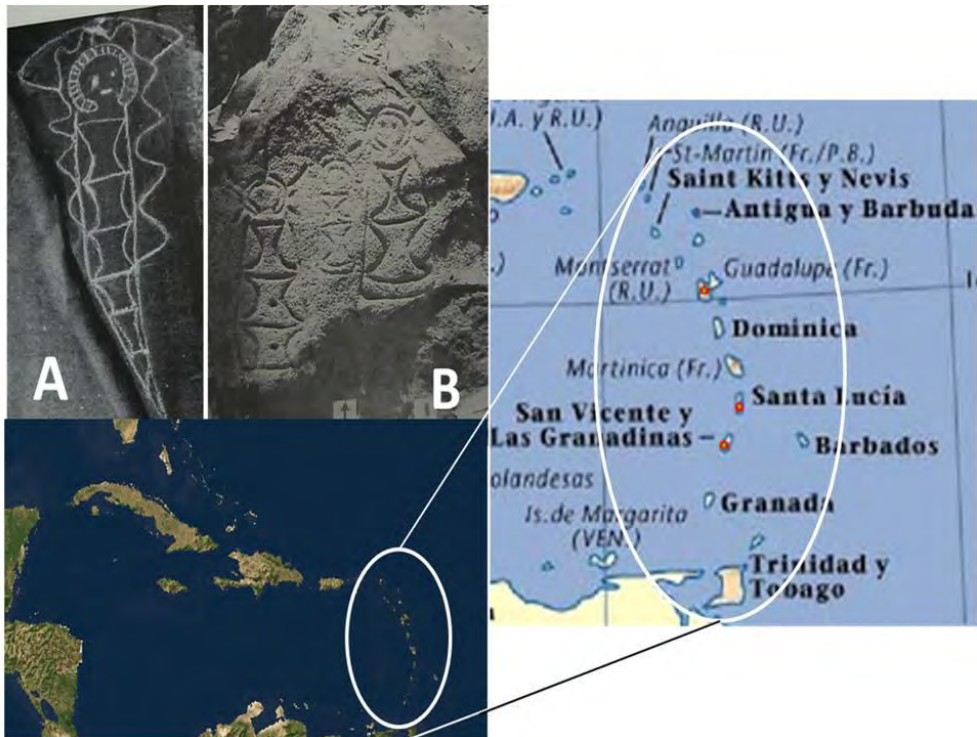 A
B
.A. y R.U.)
Anguilla (R.U.)
St-Martin (Fr./P.B.)
Saint Kitts y Nevis
Antigua y Barbuda
Montserrat
(R.U.)
Guadalupe (Fr.)
Dominica
Martinica (Fr.)
Santa Lucía
San Vicente y
Las Granadinas
Barbados
olandesas
Granada
Is. de Margarita
(VEN.)
Trinidad y
Tobago